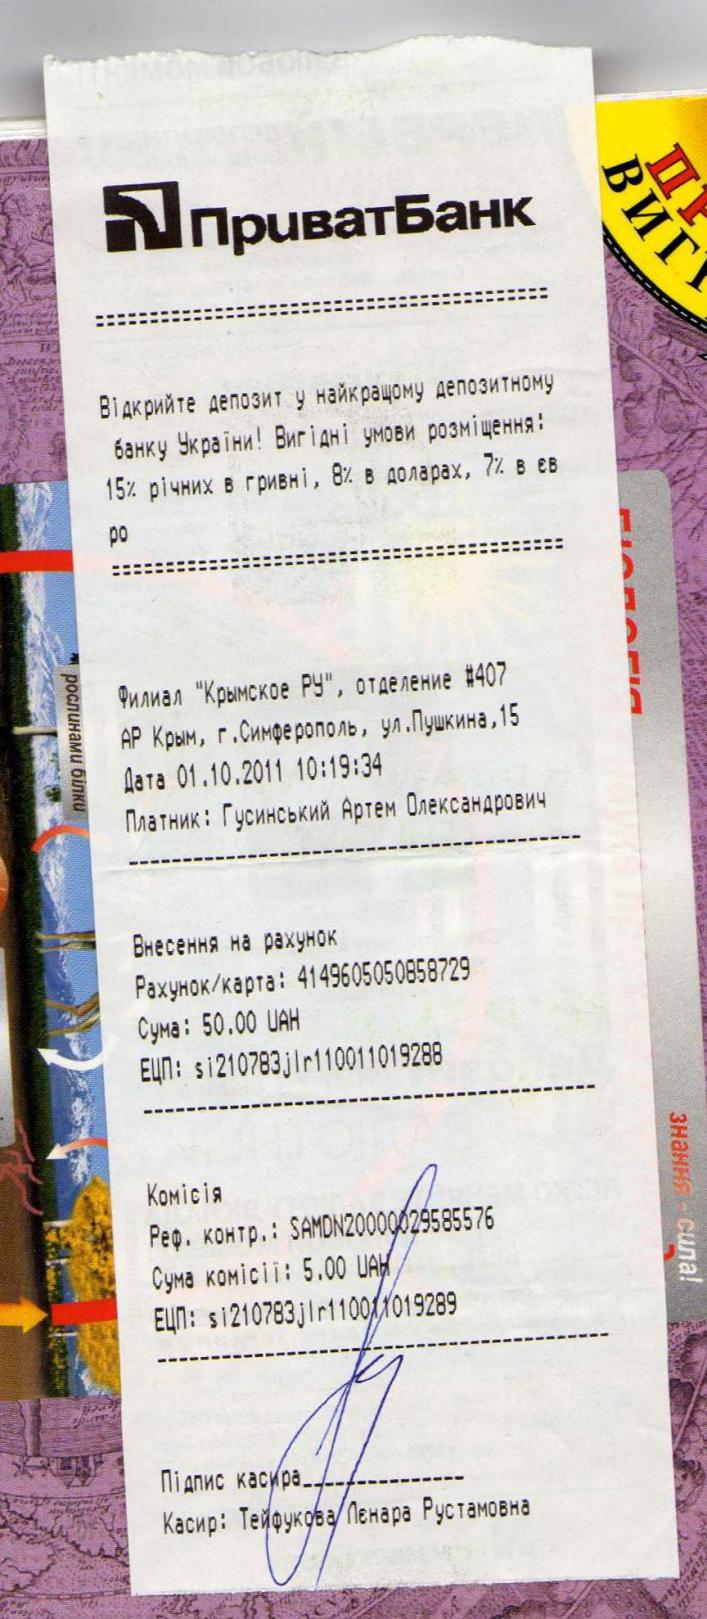 ПриватБанк
======================================
Відкрийте депозит у найкращому депозитному
банку України! Вигідні умови розміщення:
15% річних в гривні, 8% в доларах, 7% в єв
ро
======================================
Филиал "Крымское РУ", отделение #407
АР Крым, г.Симферополь, ул.Пушкина,15
Дата 01.10.2011 10:19:34
Платник: Гусинський Артем Олександрович
--------------------------------------
Внесення на рахунок
Рахунок/карта: 4149605050858729
Сума: 50.00 UAH
ЕЦП: si210783jlr110011019288
--------------------------------------
Комісія
Реф. контр.: SAMDN20000029585576
Сума комісії: 5.00 UAH
ЕЦП: si210783jlr110011019289
--------------------------------------
Підпис касира_______________
Касир: Тейфукова Лєнара Рустамовна
рослинами білки
знання - сила!